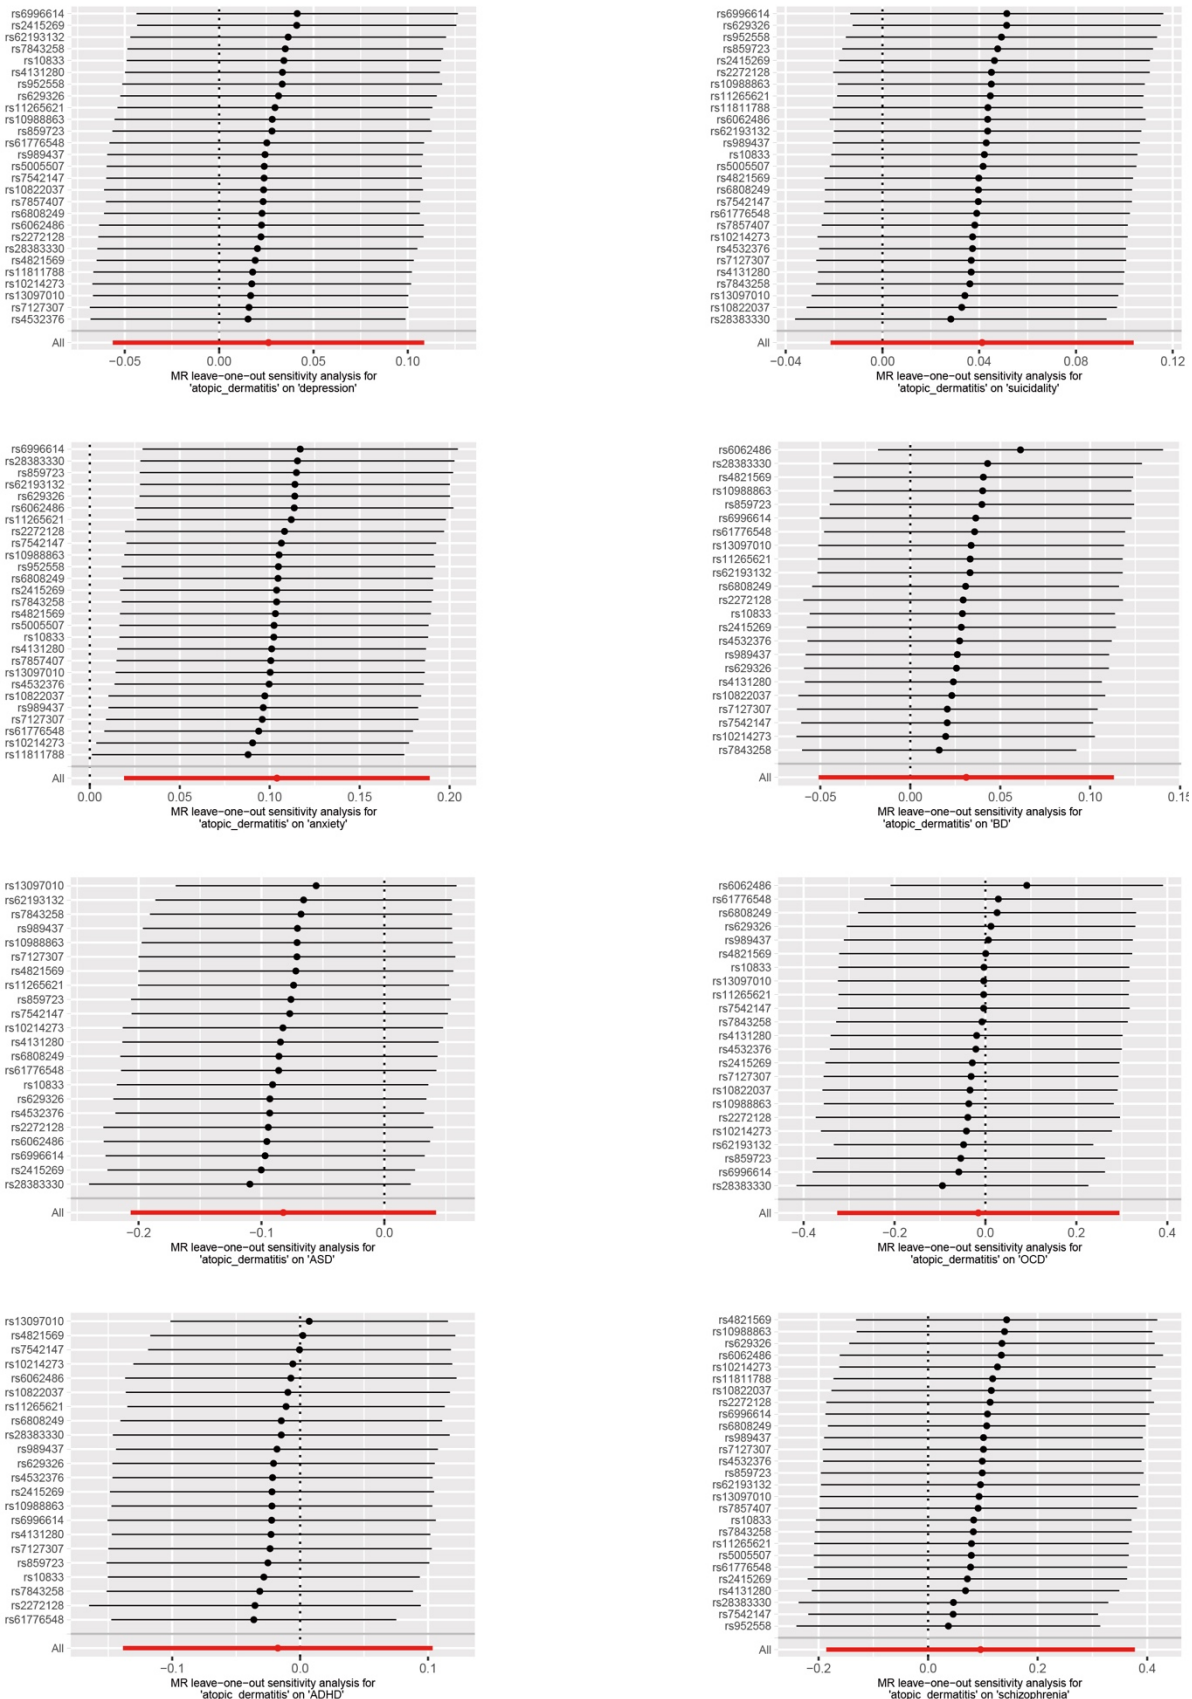 rs6996614
rs2415269
rs62193132
rs7843258
rs10833
rs4131280
rs952558
rs629326
rs11265621
rs10988863
rs859723
rs61776548
rs989437
rs5005507
rs7542147
rs10822037
rs7857407
rs6808249
rs6062486
rs2272128
rs28383330
rs4821569
rs11811788
rs10214273
rs13097010
rs7127307
rs4532376
All
−0.05 0.00 0.05 0.10
MR leave−one−out sensitivity analysis for
'atopic_dermatitis' on 'depression'
rs6996614
rs629326
rs952558
rs859723
rs2415269
rs2272128
rs10988863
rs11265621
rs11811788
rs6062486
rs62193132
rs989437
rs10833
rs5005507
rs4821569
rs6808249
rs7542147
rs61776548
rs7857407
rs10214273
rs4532376
rs7127307
rs4131280
rs7843258
rs13097010
rs10822037
rs28383330
All
−0.04 0.00 0.04 0.08 0.12
MR leave−one−out sensitivity analysis for
'atopic_dermatitis' on 'suicidality'
rs6996614
rs28383330
rs859723
rs62193132
rs629326
rs6062486
rs11265621
rs2272128
rs7542147
rs10988863
rs952558
rs6808249
rs2415269
rs7843258
rs4821569
rs5005507
rs10833
rs4131280
rs7857407
rs13097010
rs4532376
rs10822037
rs989437
rs7127307
rs61776548
rs10214273
rs11811788
All
0.00 0.05 0.10 0.15 0.20
MR leave−one−out sensitivity analysis for
'atopic_dermatitis' on 'anxiety'
rs6062486
rs28383330
rs4821569
rs10988863
rs859723
rs6996614
rs61776548
rs13097010
rs11265621
rs62193132
rs6808249
rs2272128
rs10833
rs2415269
rs4532376
rs989437
rs629326
rs4131280
rs10822037
rs7127307
rs7542147
rs10214273
rs7843258
All
−0.05 0.00 0.05 0.10 0.15
MR leave−one−out sensitivity analysis for
'atopic_dermatitis' on 'BD'
rs13097010
rs62193132
rs7843258
rs989437
rs10988863
rs7127307
rs4821569
rs11265621
rs859723
rs7542147
rs10214273
rs4131280
rs6808249
rs61776548
rs10833
rs629326
rs4532376
rs2272128
rs6062486
rs6996614
rs2415269
rs28383330
All
−0.2 −0.1 0.0
MR leave−one−out sensitivity analysis for
'atopic_dermatitis' on 'ASD'
rs6062486
rs61776548
rs6808249
rs629326
rs989437
rs4821569
rs10833
rs13097010
rs11265621
rs7542147
rs7843258
rs4131280
rs4532376
rs2415269
rs7127307
rs10822037
rs10988863
rs2272128
rs10214273
rs62193132
rs859723
rs6996614
rs28383330
All
−0.4 −0.2 0.0 0.2 0.4
MR leave−one−out sensitivity analysis for
'atopic_dermatitis' on 'OCD'
rs13097010
rs4821569
rs7542147
rs10214273
rs6062486
rs10822037
rs11265621
rs6808249
rs28383330
rs989437
rs629326
rs4532376
rs2415269
rs10988863
rs6996614
rs4131280
rs7127307
rs859723
rs10833
rs7843258
rs2272128
rs61776548
All
−0.1 0.0 0.1
MR leave−one−out sensitivity analysis for
'atopic_dermatitis' on 'ADHD'
rs4821569
rs10988863
rs629326
rs6062486
rs10214273
rs11811788
rs10822037
rs2272128
rs6996614
rs6808249
rs989437
rs7127307
rs4532376
rs859723
rs62193132
rs13097010
rs7857407
rs10833
rs7843258
rs11265621
rs5005507
rs61776548
rs2415269
rs4131280
rs28383330
rs7542147
rs952558
All
−0.2 0.0 0.2 0.4
MR leave−one−out sensitivity analysis for
'atopic_dermatitis' on 'schizophrenia'